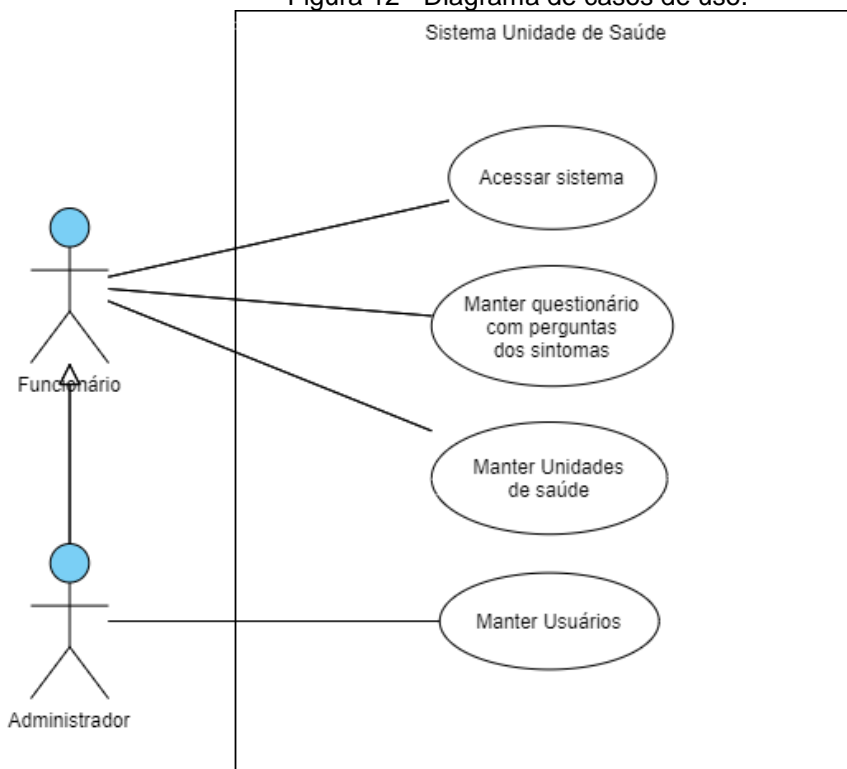 Figura 12 - Diagrama de casos de uso.
Sistema Unidade de Saúde
Acessar sistema
Manter questionário
com perguntas
dos sintomas
Funcionário
Manter Unidades
de saúde
Manter Usuários
Administrador